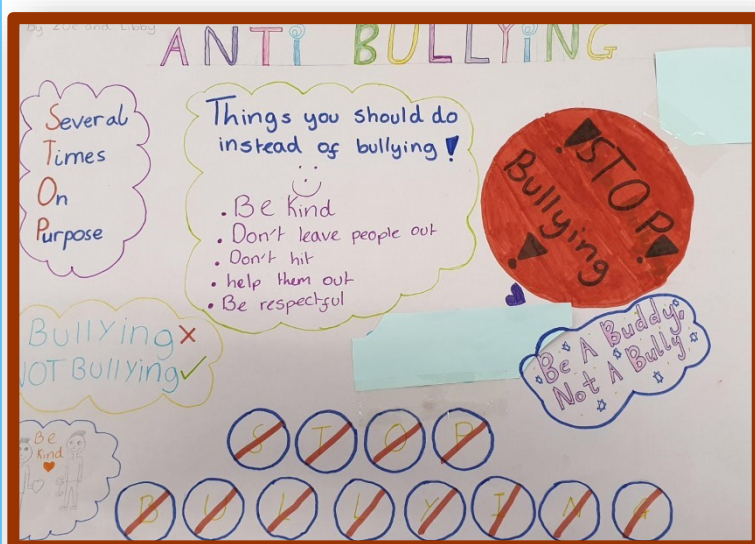 By Zoe and Libby
ANTi BULLYiNG
Several
Times
On
Purpose
Things you should do
instead of bullying!
. Be Kind
. Don't leave people out
. Don't hit
. help them out
. Be respectful
!STOP!
!Bullying!
Bullying x
NOT Bullying ✓
Be A Buddy,
Not A Bully
Be
Kind
STOP
BULLYING